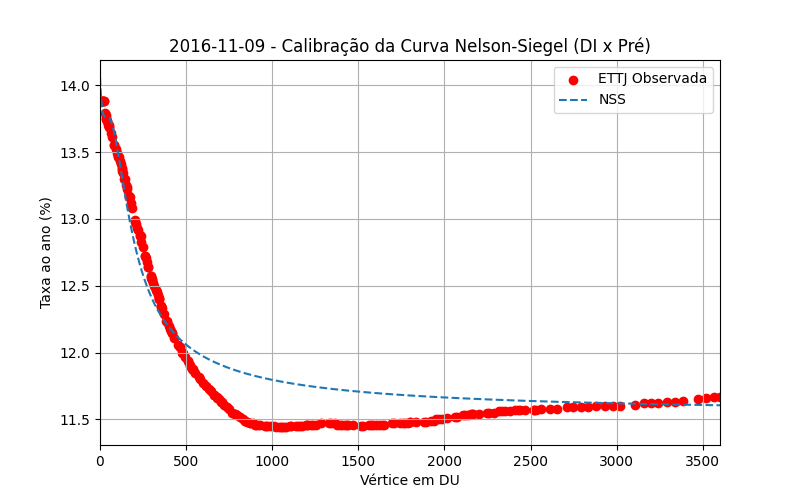 2016-11-09 - Calibração da Curva Nelson-Siegel (DI x Pré)
ETTJ Observada
NSS
Taxa ao ano (%)
14.0
13.5
13.0
12.5
12.0
11.5
0 500 1000 1500 2000 2500 3000 3500
Vértice em DU